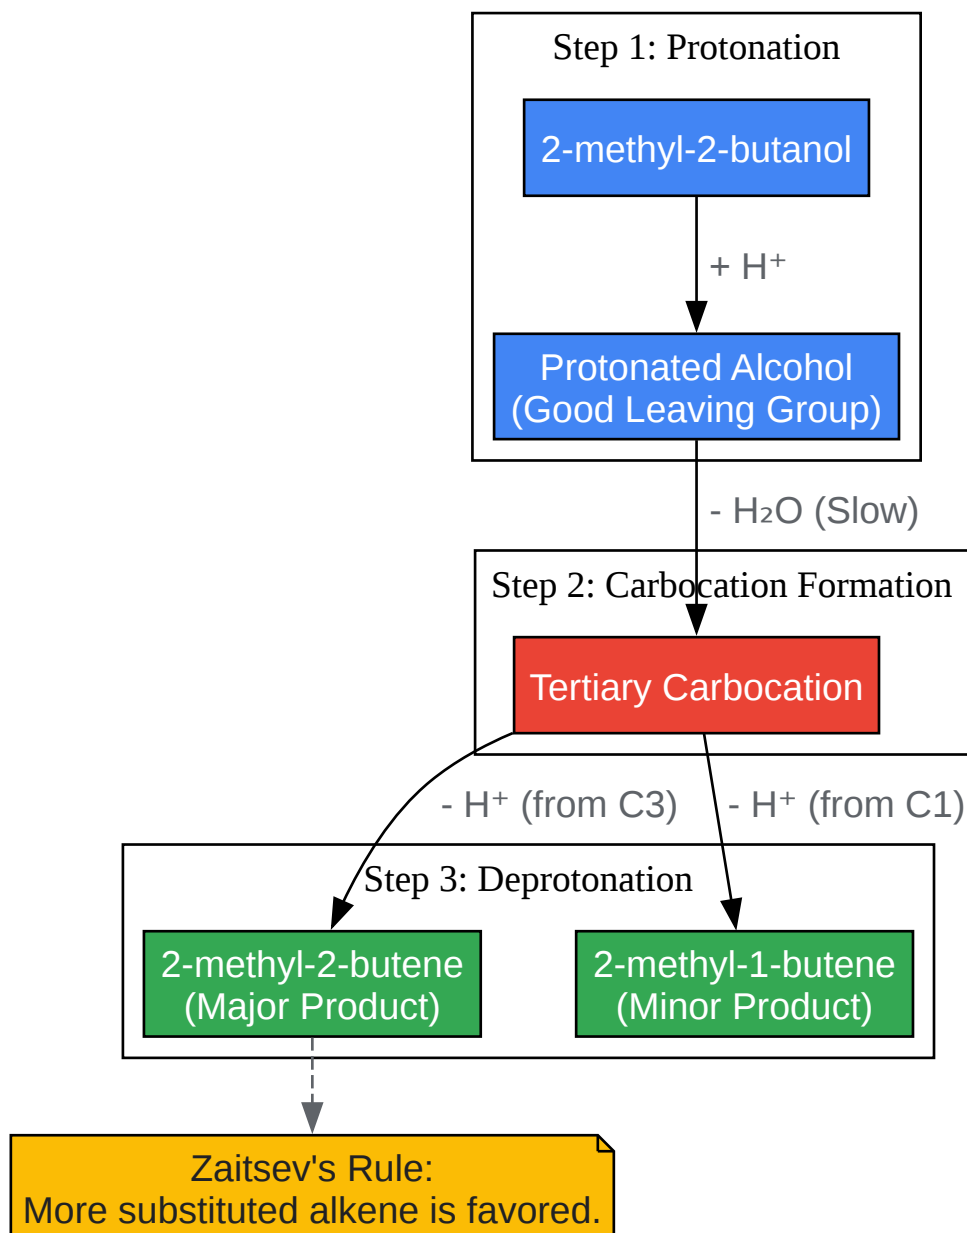 Step 1: Protonation
2-methyl-2-butanol
+ H⁺
Protonated Alcohol
(Good Leaving Group)
- H₂O (Slow)
Step 2: Carbocation Formation
Tertiary Carbocation
- H⁺ (from C3)
- H⁺ (from C1)
Step 3: Deprotonation
2-methyl-2-butene
(Major Product)
2-methyl-1-butene
(Minor Product)
Zaitsev's Rule:
More substituted alkene is favored.